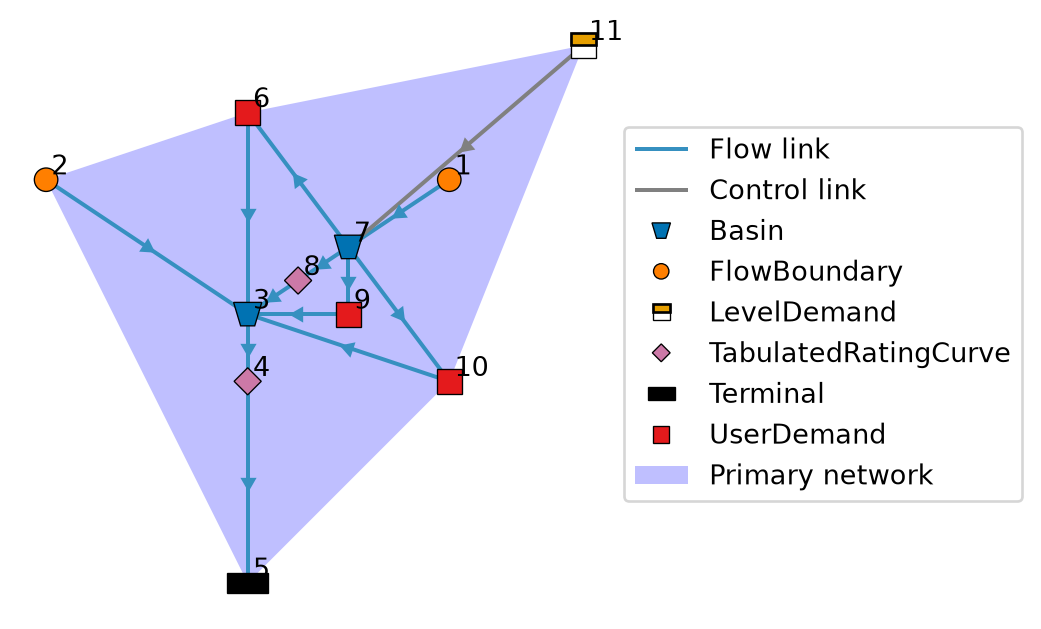 11
6
2
1
7
8
3
9
4
10
5
Flow link
Control link
Basin
FlowBoundary
LevelDemand
TabulatedRatingCurve
Terminal
UserDemand
Primary network